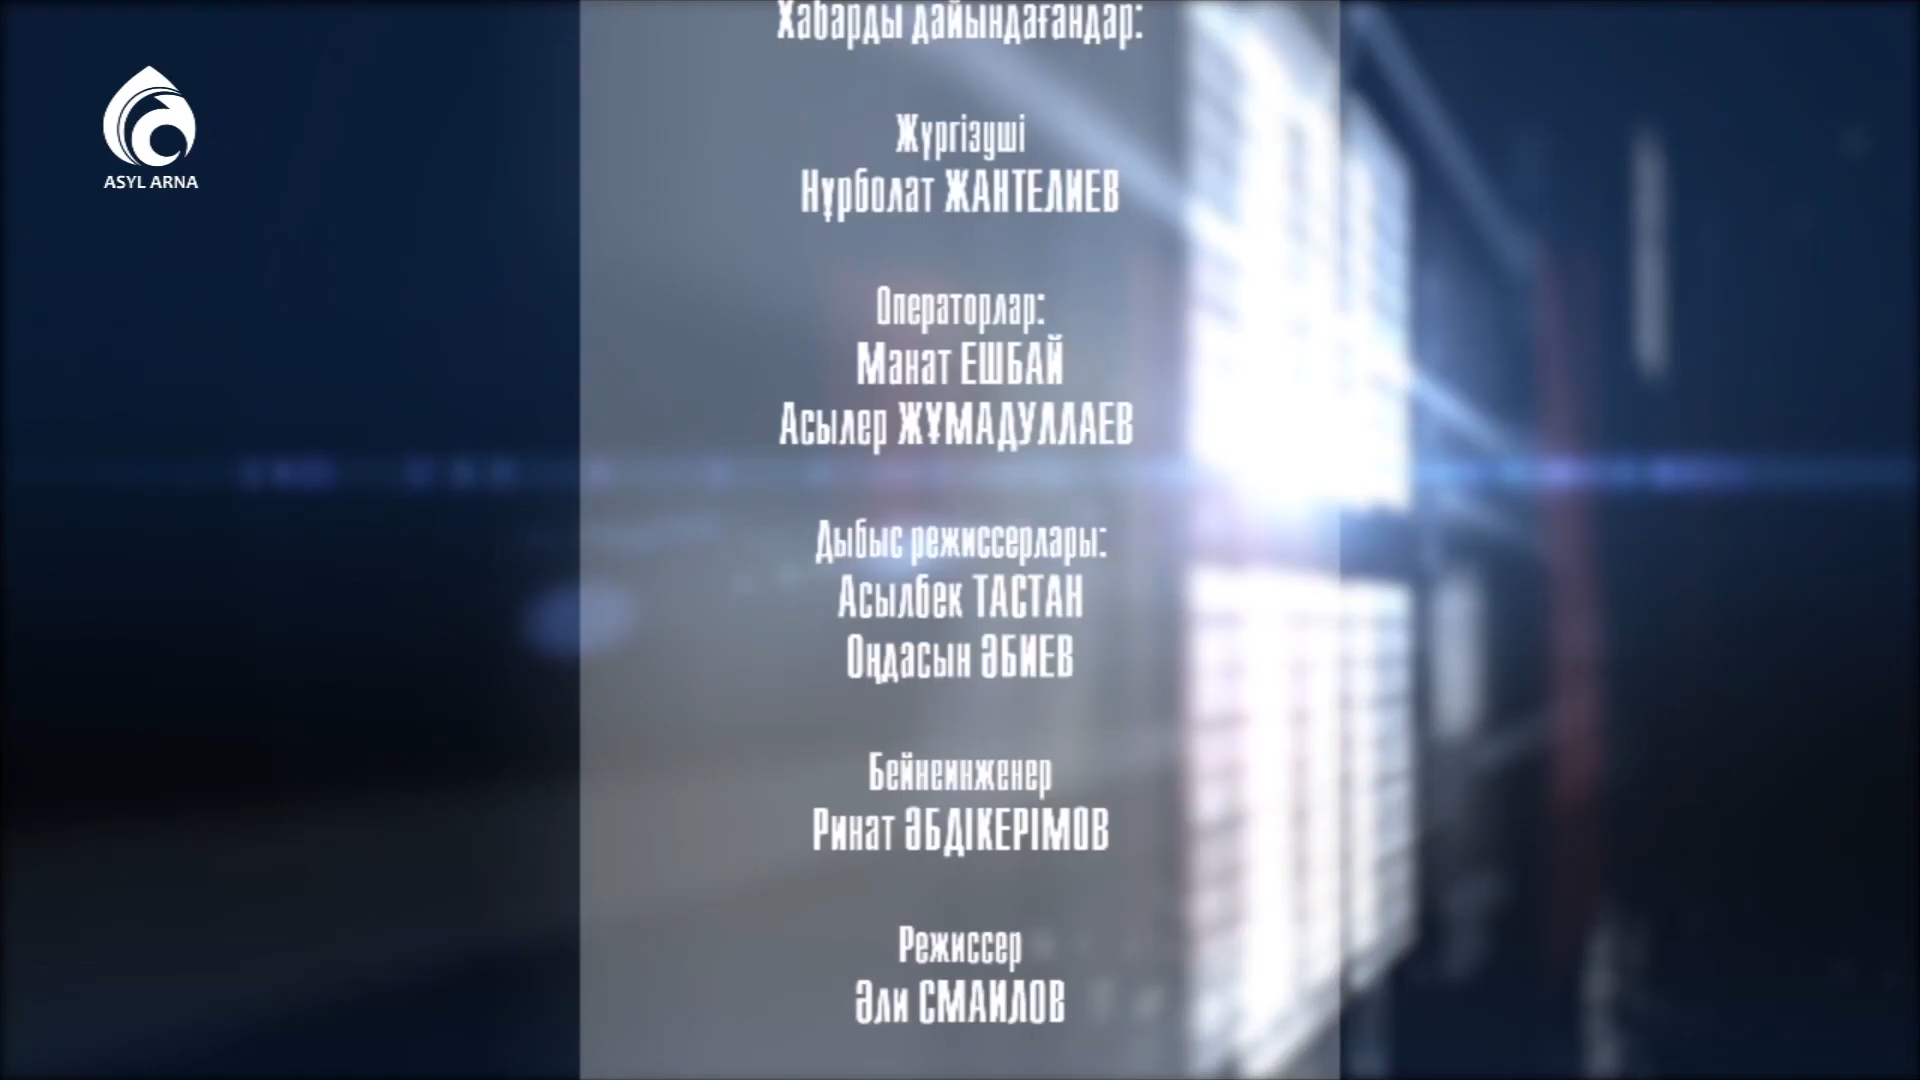 Хабарды дайындағандар:
ASYL ARNA
Жүргізуші
Нұрболат ЖАНТЕЛИЕВ
Операторлар:
Манат ЕШБАЙ
Асылер ЖҰМАДУЛЛАЕВ
Дыбыс режиссерлары:
Асылбек ТАСТАН
Оңдасын ӘБИЕВ
Бейнеинженер
Ринат ӘБДІКЕРІМОВ
Режиссер
Әли СМАИЛОВ